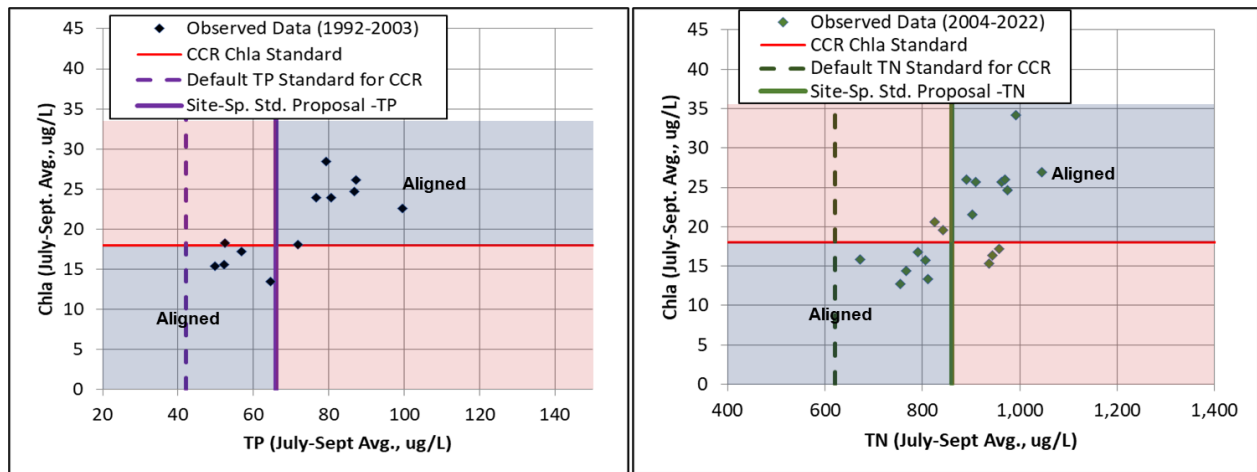 45
40
35
30
25
20
15
10
5
0
Chla (July-Sept. Avg., ug/L)
Observed Data (1992-2003)
CCR Chla Standard
Default TP Standard for CCR
Site-Sp. Std. Proposal -TP
Aligned
Aligned
20 40 60 80 100 120 140
TP (July-Sept Avg., ug/L)
45
40
35
30
25
20
15
10
5
0
Chla (July-Sept. Avg., ug/L)
Observed Data (2004-2022)
CCR Chla Standard
Default TN Standard for CCR
Site-Sp. Std. Proposal -TN
Aligned
Aligned
400 600 800 1,000 1,200 1,400
TN (July-Sept Avg., ug/L)